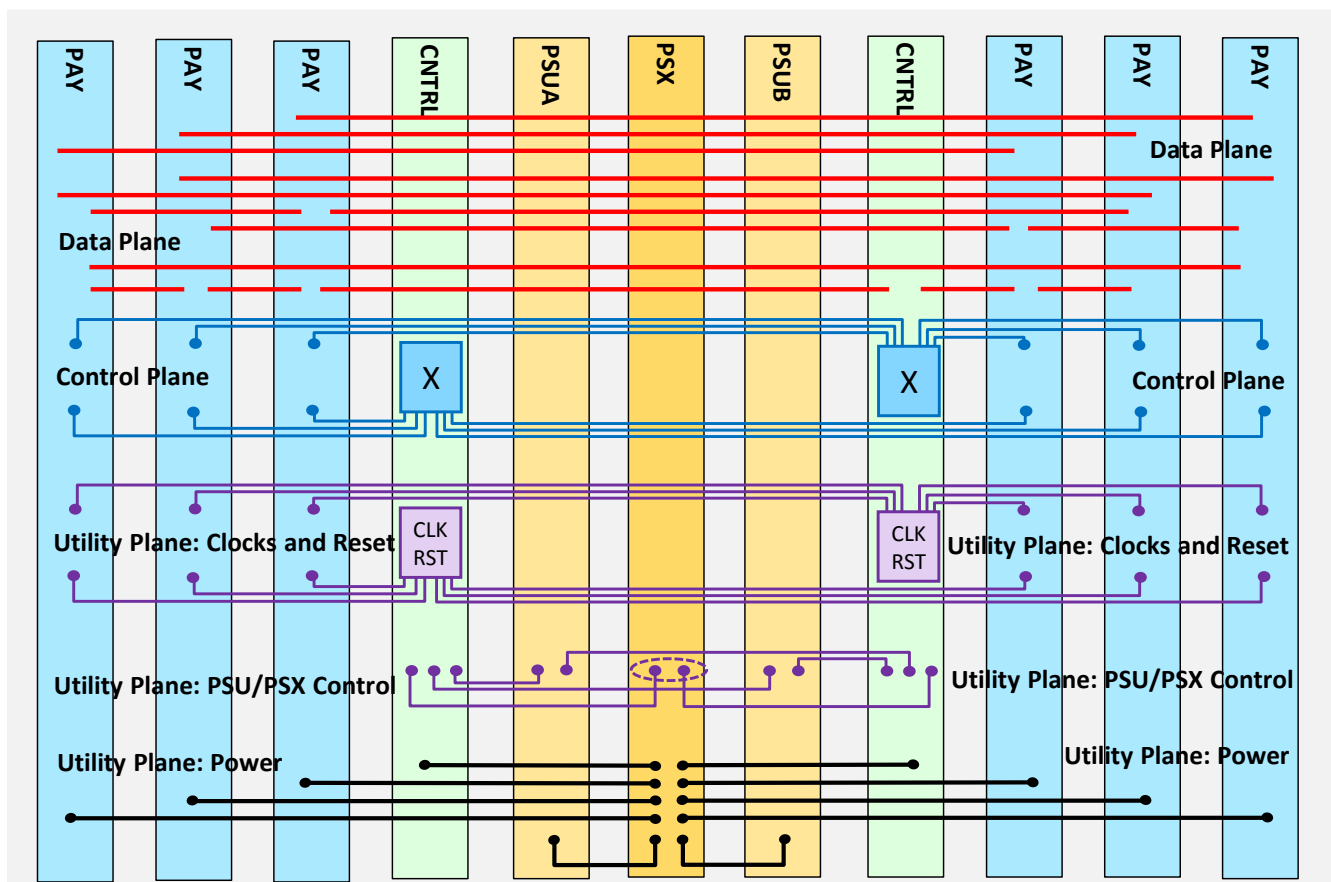 PAY
PAY
PAY
CNTRL
PSUA
PSX
PSUB
CNTRL
PAY
PAY
PAY
Data Plane
Data Plane
Control Plane
X
X
Control Plane
Utility Plane: Clocks and Reset
CLK
RST
CLK
RST
Utility Plane: Clocks and Reset
Utility Plane: PSU/PSX Control
Utility Plane: PSU/PSX Control
Utility Plane: Power
Utility Plane: Power